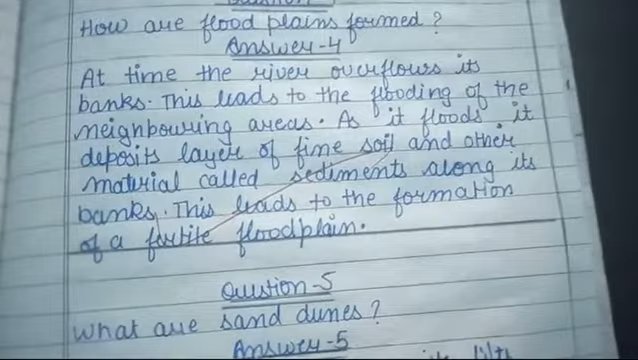 How are flood plains formed?
Answer-4
At time the river overflows its
banks. This leads to the flooding of the
neighbouring areas. As it floods, it
deposits layer of fine soil and other
material called sediments along its
banks. This leads to the formation
of a fertile floodplain.
Question-5
What are sand dunes?
Answer-5